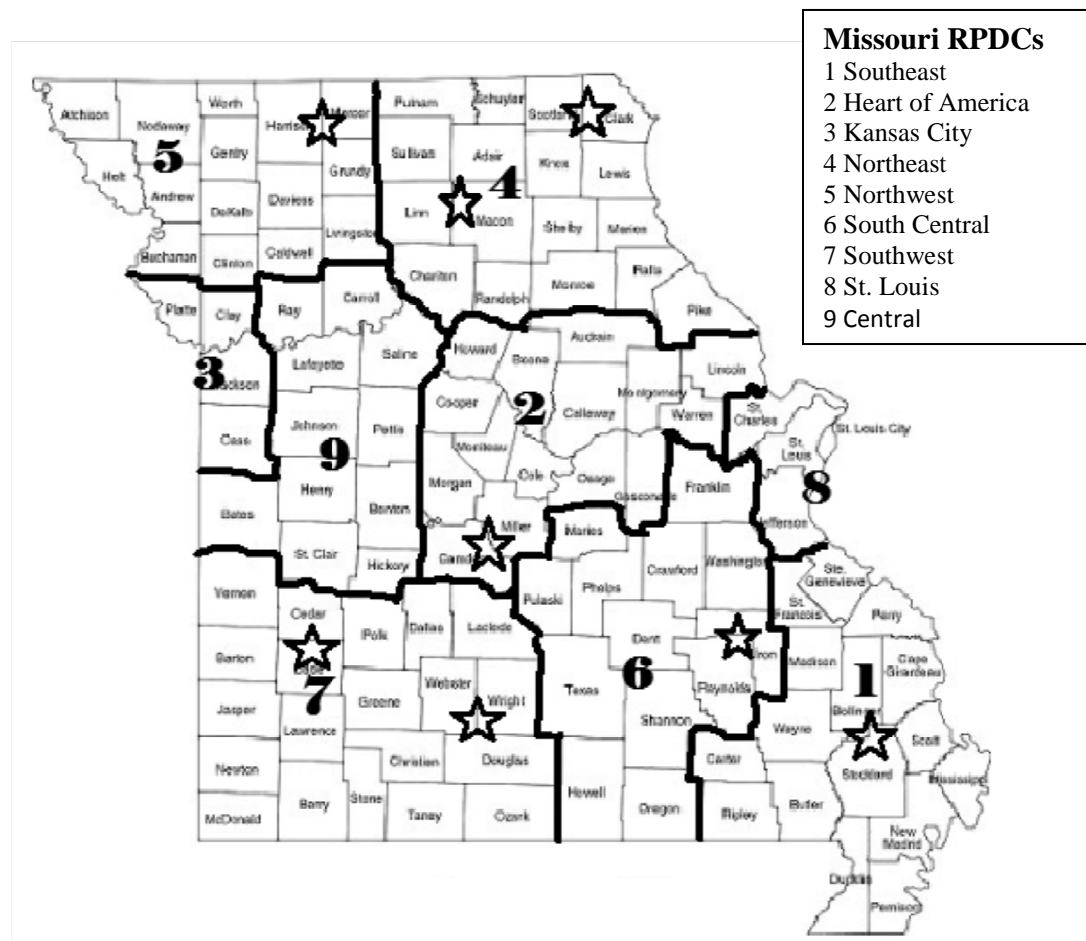 Missouri RPDCs
1 Southeast
2 Heart of America
3 Kansas City
4 Northeast
5 Northwest
6 South Central
7 Southwest
8 St. Louis
9 Central
Atchison
Nodaway
Worth
Harrison
Mercer
Putnam
Schuyler
Scotland
Clark
Gentry
5
Holt
Andrew
DeKalb
Daviess
Grundy
Sullivan
Adair
Knox
Lewis
4
Linn
Macon
Shelby
Marion
Livingston
Buchanan
Clinton
Caldwell
Chariton
Randolph
Monroe
Ralls
Pike
Platte
Clay
Ray
Carroll
Saline
Howard
Boone
Audrain
Lincoln
3
Jackson
Lafayette
Cooper
2
Callaway
Montgomery
Warren
St. Charles
St. Louis
St. Louis City
Cass
Johnson
9
Pettis
Moniteau
Cole
Osage
Gasconade
Franklin
8
Jefferson
Bates
Henry
Benton
Morgan
Miller
Maries
St. Clair
Hickory
Camden
Pulaski
Phelps
Crawford
Washington
Ste. Genevieve
St. Francois
Perry
Vernon
Cedar
Polk
Dallas
Laclede
Dent
Iron
Madison
Cape Girardeau
Barton
7
Webster
Wright
Texas
6
Reynolds
1
Bollinger
Jasper
Greene
Shannon
Wayne
Scott
Lawrence
Newton
Christian
Douglas
Carter
Stoddard
Mississippi
McDonald
Barry
Stone
Taney
Ozark
Howell
Oregon
Ripley
Butler
New Madrid
Dunklin
Pemiscot